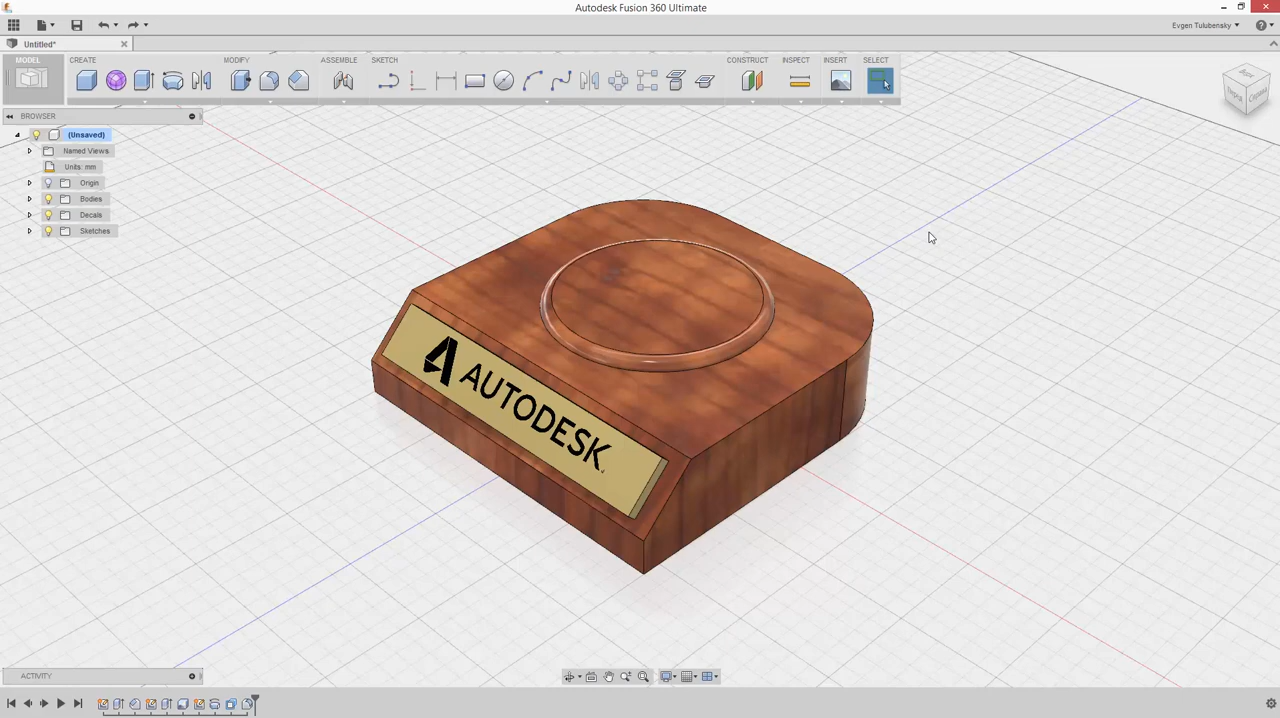 Autodesk Fusion 360 Ultimate
Evgen Tulubensky
Untitled*
MODEL
CREATE
MODIFY
ASSEMBLE
SKETCH
CONSTRUCT
INSPECT
INSERT
SELECT
BROWSER
(Unsaved)
Named Views
Units: mm
Origin
Bodies
Decals
Sketches
AUTODESK
ACTIVITY